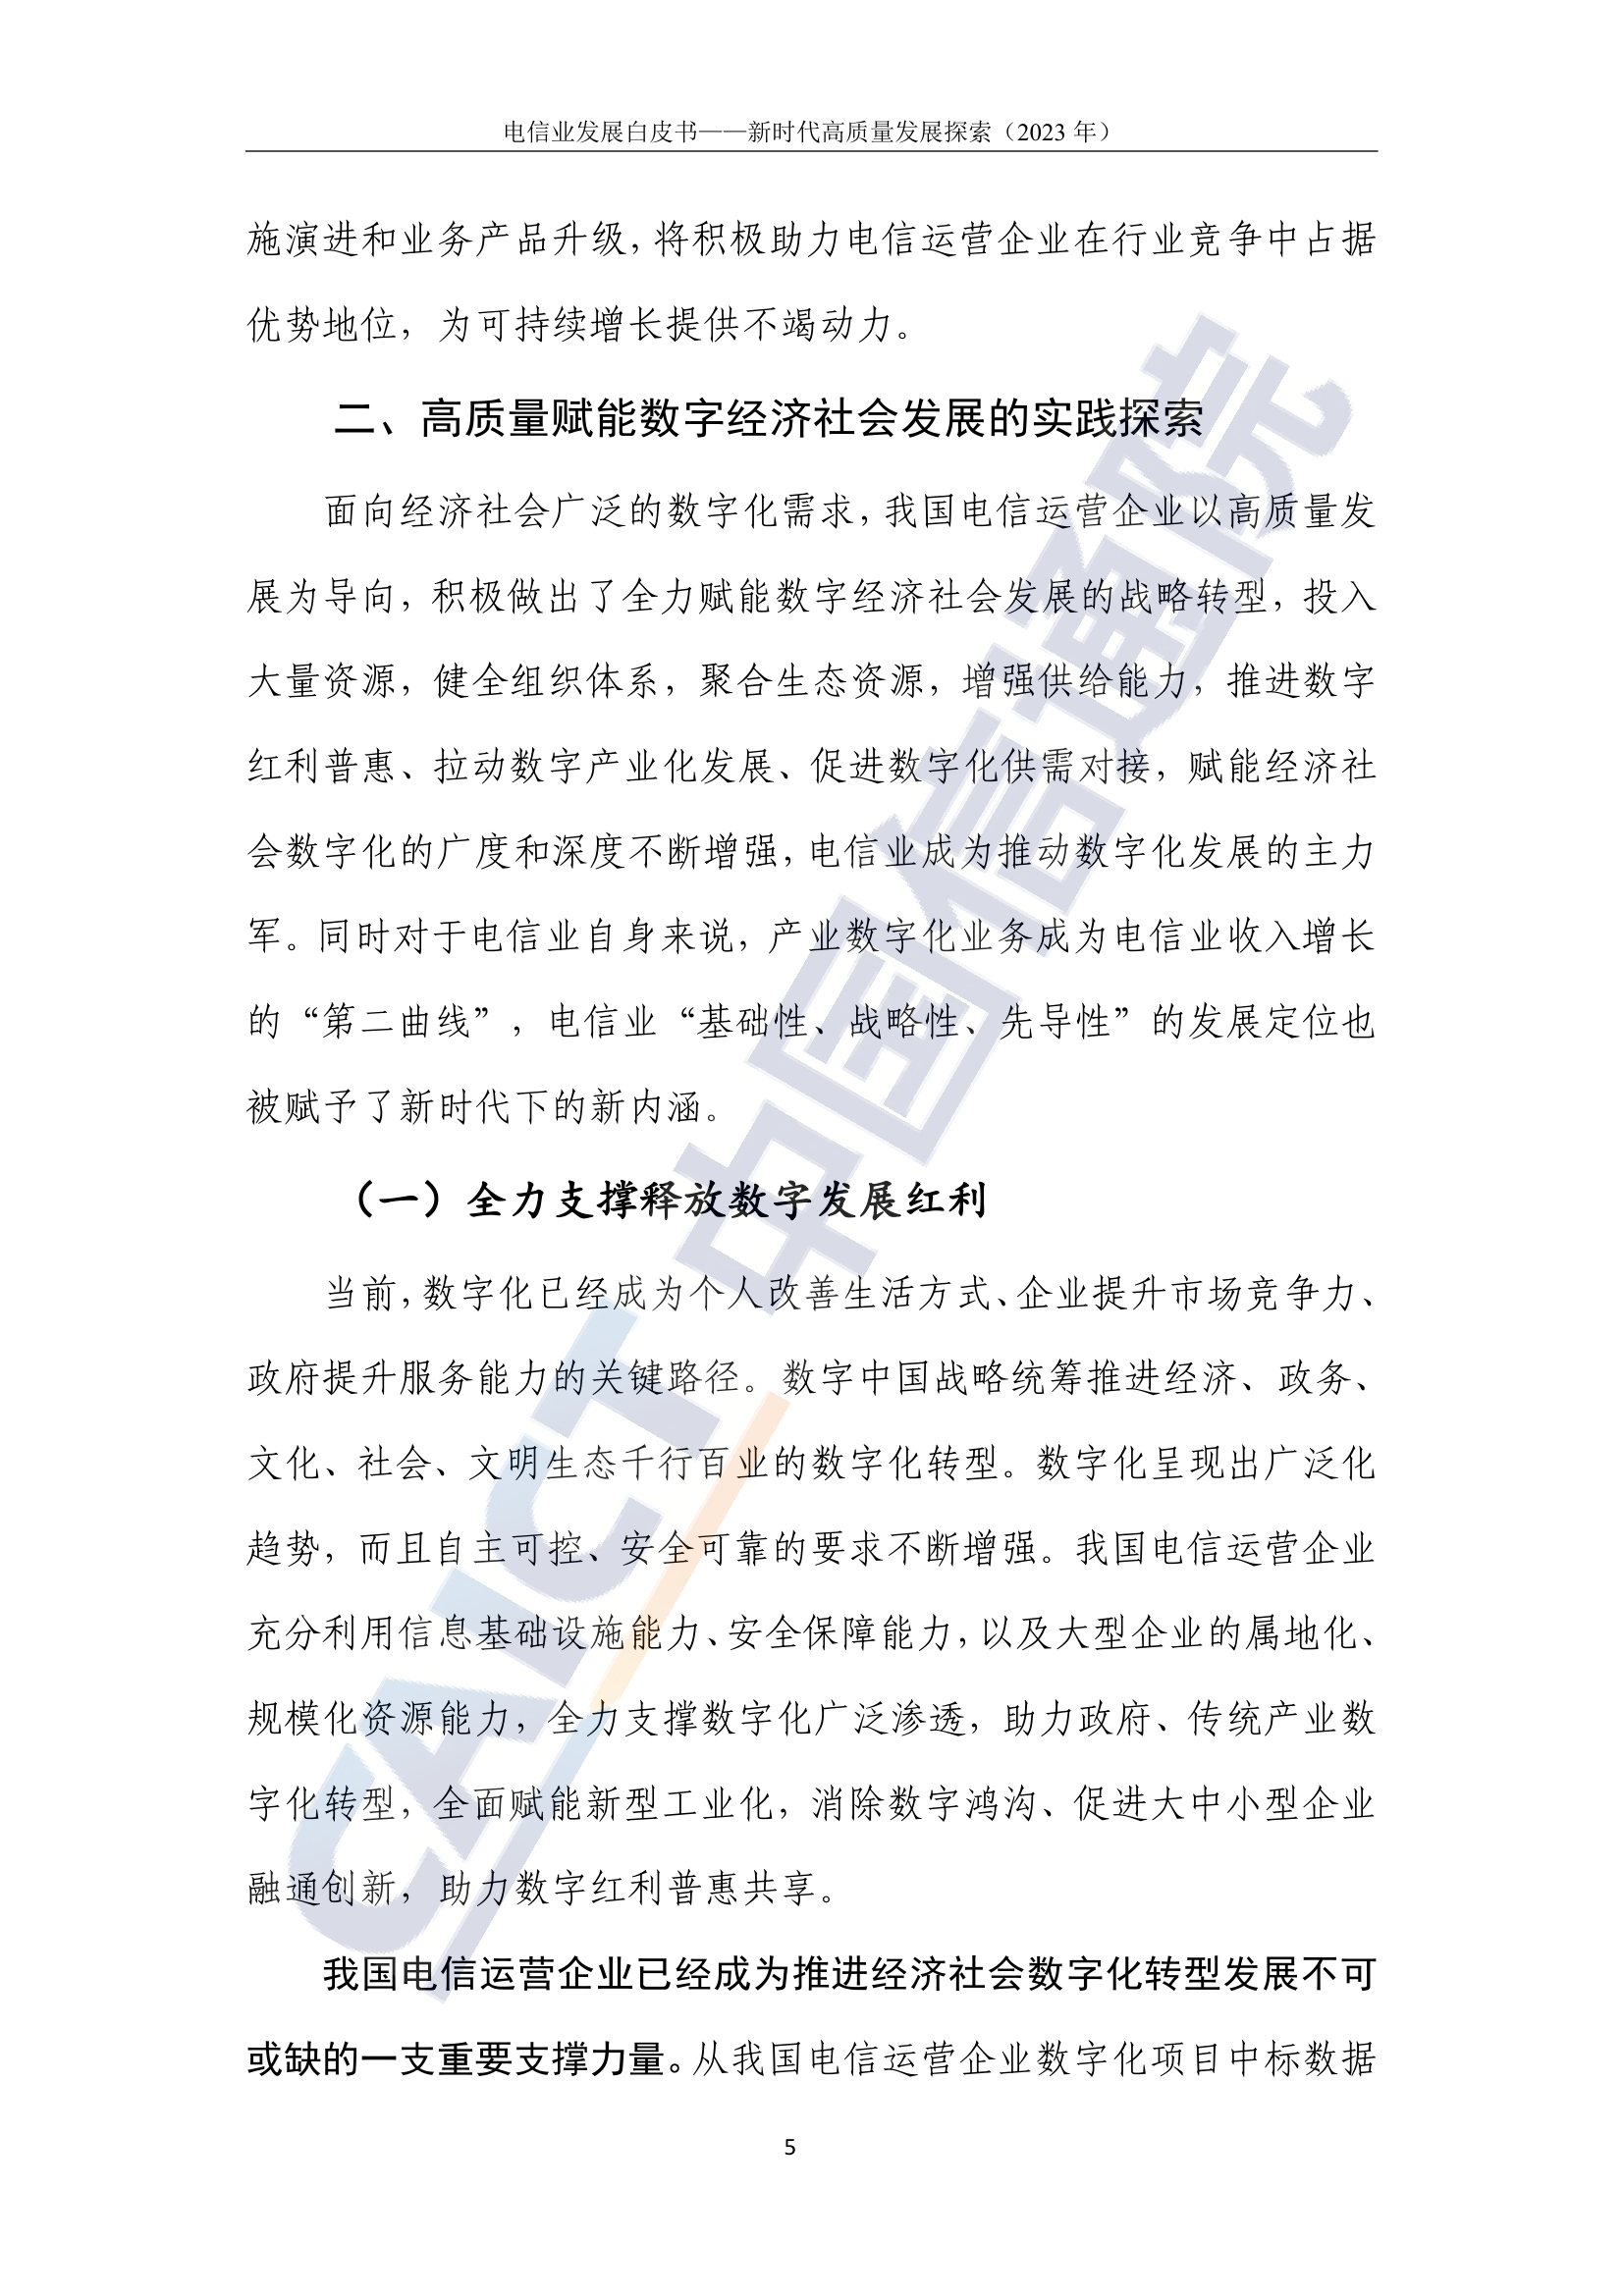 电信业发展白皮书——新时代高质量发展探索（2023 年）
施演进和业务产品升级，将积极助力电信运营企业在行业竞争中占据
优势地位，为可持续增长提供不竭动力。
二、高质量赋能数字经济社会发展的实践探索
面向经济社会广泛的数字化需求，我国电信运营企业以高质量发
展为导向，积极做出了全力赋能数字经济社会发展的战略转型，投入
大量资源，健全组织体系，聚合生态资源，增强供给能力，推进数字
红利普惠、拉动数字产业化发展、促进数字化供需对接，赋能经济社
会数字化的广度和深度不断增强，电信业成为推动数字化发展的主力
军。同时对于电信业自身来说，产业数字化业务成为电信业收入增长
的“第二曲线”，电信业“基础性、战略性、先导性”的发展定位也
被赋予了新时代下的新内涵。
（一）全力支撑释放数字发展红利
当前，数字化已经成为个人改善生活方式、企业提升市场竞争力、
政府提升服务能力的关键路径。数字中国战略统筹推进经济、政务、
文化、社会、文明生态千行百业的数字化转型。数字化呈现出广泛化
趋势，而且自主可控、安全可靠的要求不断增强。我国电信运营企业
充分利用信息基础设施能力、安全保障能力，以及大型企业的属地化、
规模化资源能力，全力支撑数字化广泛渗透，助力政府、传统产业数
字化转型，全面赋能新型工业化，消除数字鸿沟、促进大中小型企业
融通创新，助力数字红利普惠共享。
我国电信运营企业已经成为推进经济社会数字化转型发展不可
或缺的一支重要支撑力量。从我国电信运营企业数字化项目中标数据
5
CAICT 中国信通院